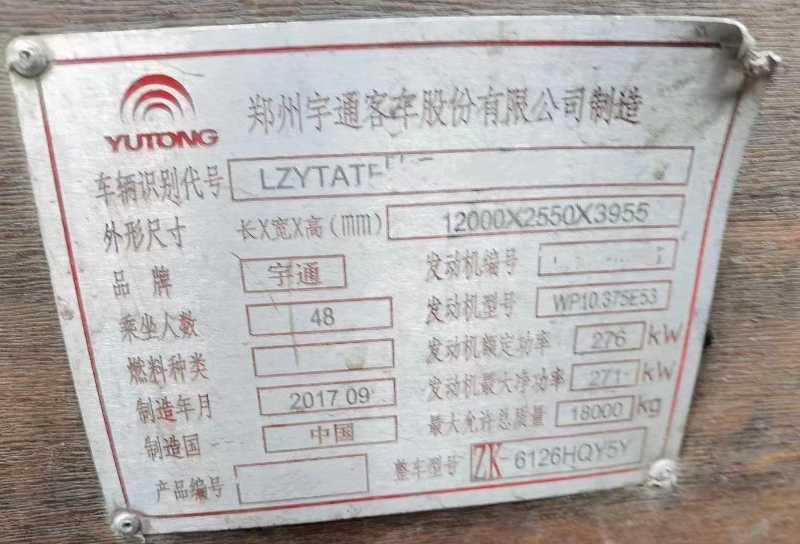 YUTONG
郑州宇通客车股份有限公司制造
车辆识别代号 LZYTATF
外形尺寸 长X宽X高(mm) 12000X2550X3955
品牌 宇通 发动机编号
乘坐人数 48 发动机型号 WP10.375E53
燃料种类 发动机额定功率 276 kW
制造年月 2017 09 发动机最大净功率 271 kW
制造国 中国 最大允许总质量 18000 kg
产品编号 整车型号 ZK 6126HQY5Y